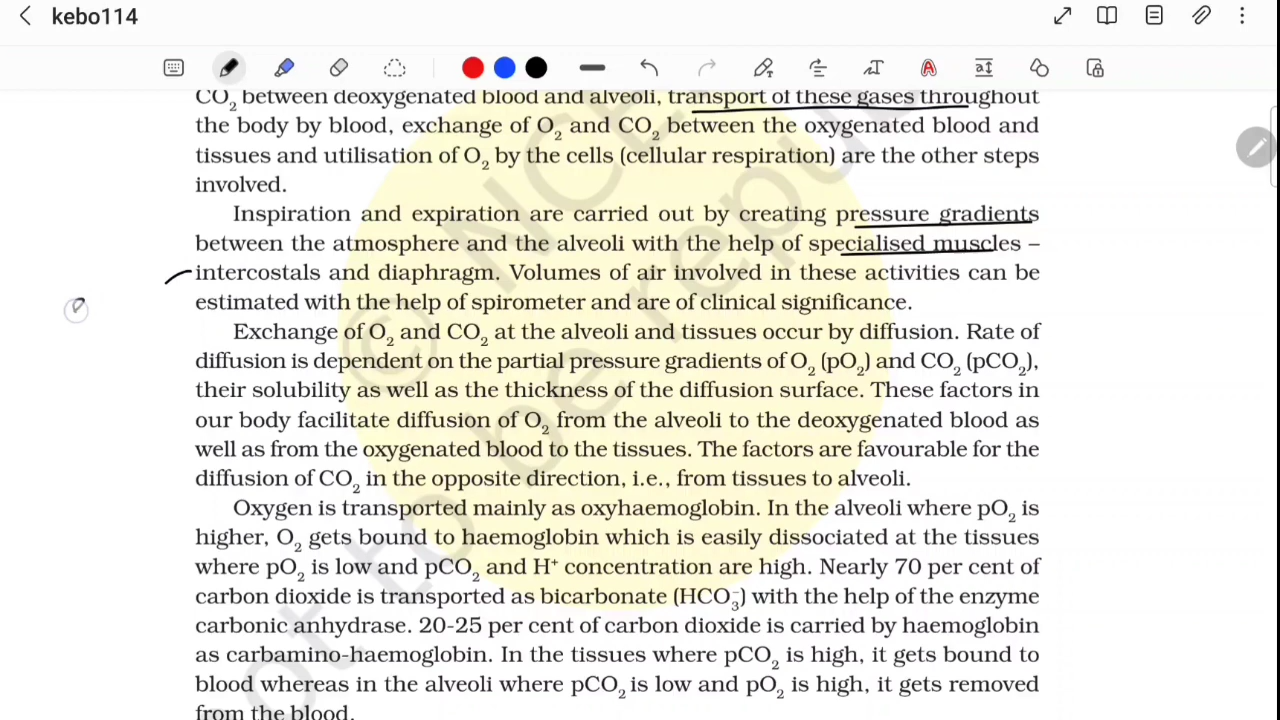 kebo114
CO₂ between deoxygenated blood and alveoli, transport of these gases throughout
the body by blood, exchange of O₂ and CO₂ between the oxygenated blood and
tissues and utilisation of O₂ by the cells (cellular respiration) are the other steps
involved.
Inspiration and expiration are carried out by creating pressure gradients
between the atmosphere and the alveoli with the help of specialised muscles –
intercostals and diaphragm. Volumes of air involved in these activities can be
estimated with the help of spirometer and are of clinical significance.
Exchange of O₂ and CO₂ at the alveoli and tissues occur by diffusion. Rate of
diffusion is dependent on the partial pressure gradients of O₂ (pO₂) and CO₂ (pCO₂),
their solubility as well as the thickness of the diffusion surface. These factors in
our body facilitate diffusion of O₂ from the alveoli to the deoxygenated blood as
well as from the oxygenated blood to the tissues. The factors are favourable for the
diffusion of CO₂ in the opposite direction, i.e., from tissues to alveoli.
Oxygen is transported mainly as oxyhaemoglobin. In the alveoli where pO₂ is
higher, O₂ gets bound to haemoglobin which is easily dissociated at the tissues
where pO₂ is low and pCO₂ and H⁺ concentration are high. Nearly 70 per cent of
carbon dioxide is transported as bicarbonate (HCO₃⁻) with the help of the enzyme
carbonic anhydrase. 20-25 per cent of carbon dioxide is carried by haemoglobin
as carbamino-haemoglobin. In the tissues where pCO₂ is high, it gets bound to
blood whereas in the alveoli where pCO₂ is low and pO₂ is high, it gets removed
from the blood.